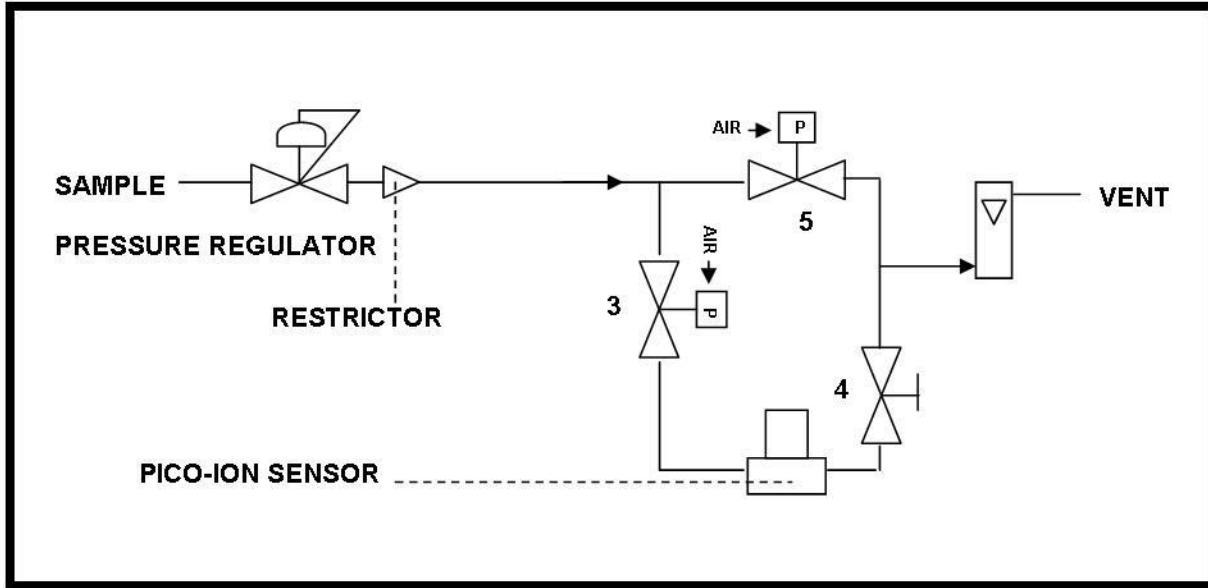 AIR
P
SAMPLE
VENT
5
PRESSURE REGULATOR
AIR
3
P
RESTRICTOR
4
PICO-ION SENSOR